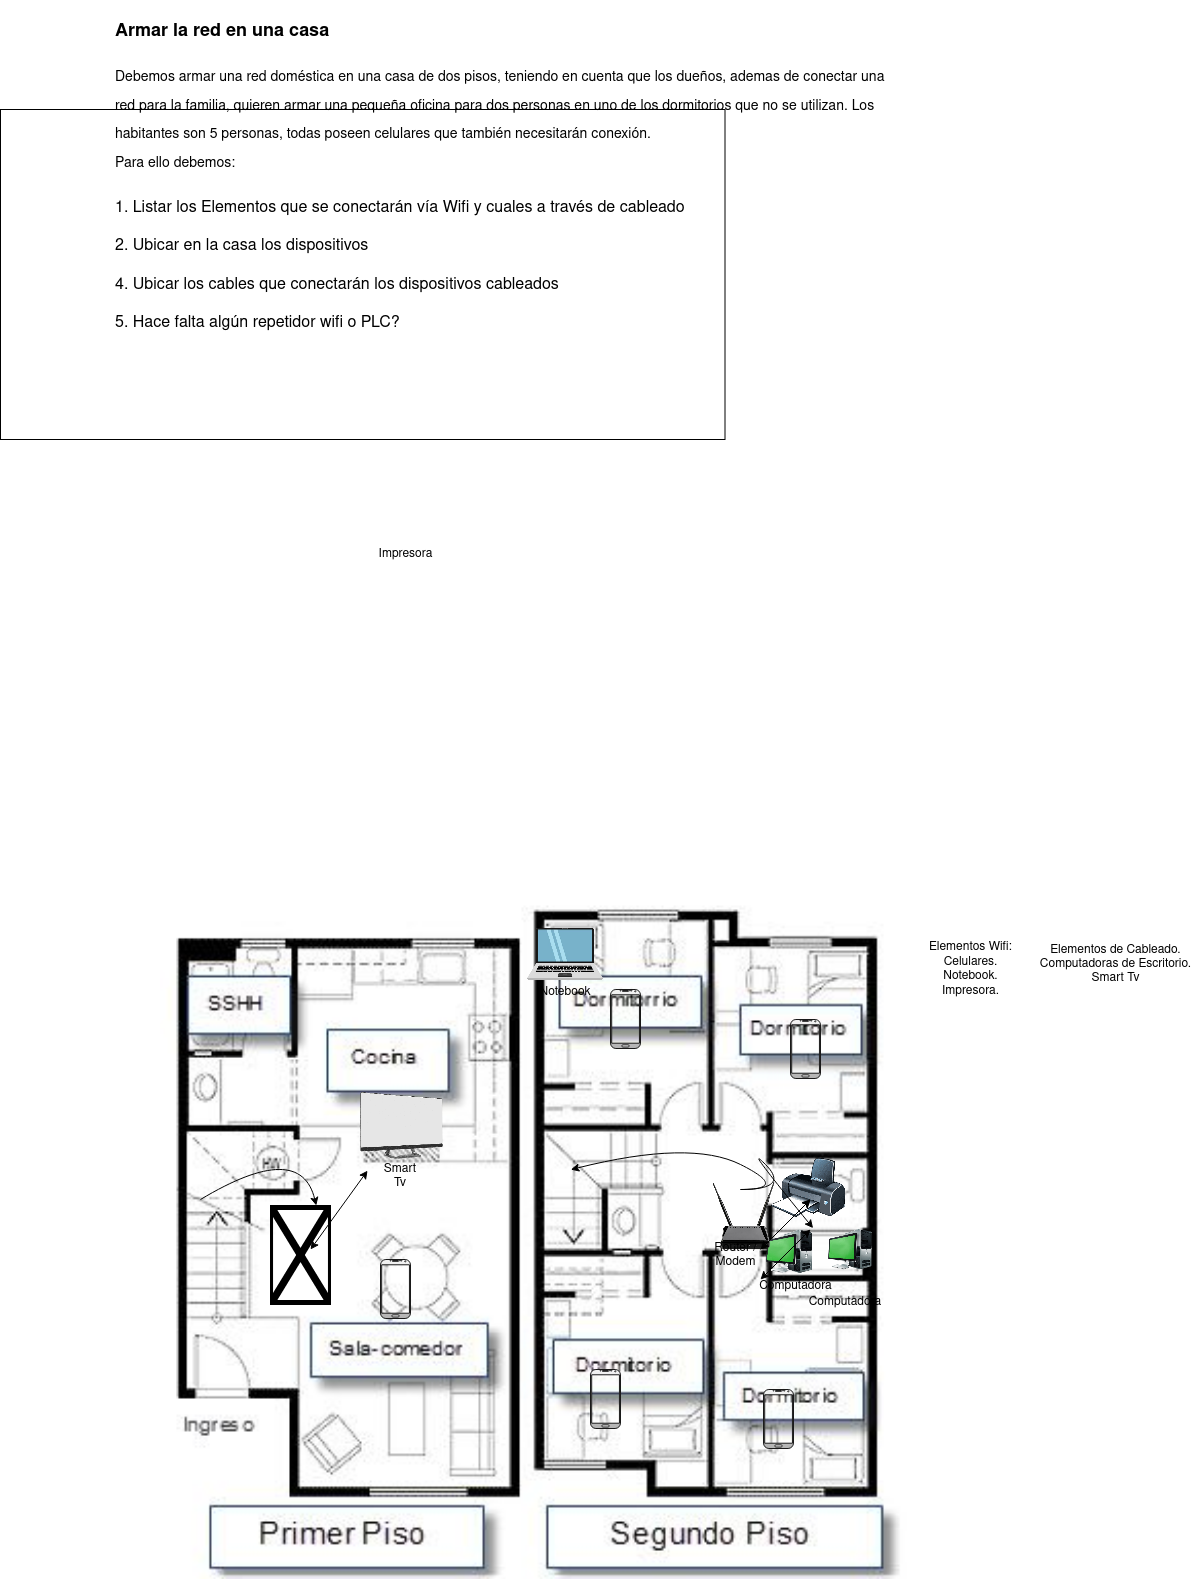 Armar la red en una casa
Debemos armar una red doméstica en una casa de dos pisos, teniendo en cuenta que los dueños, ademas de conectar una
red para la familia, quieren armar una pequeña oficina para dos personas en uno de los dormitorios que no se utilizan. Los
habitantes son 5 personas, todas poseen celulares que también necesitarán conexión.
Para ello debemos:
1. Listar los Elementos que se conectarán vía Wifi y cuales a través de cableado
2. Ubicar en la casa los dispositivos
4. Ubicar los cables que conectarán los dispositivos cableados
5. Hace falta algún repetidor wifi o PLC?
Impresora
Elementos Wifi:
Celulares.
Notebook.
Impresora.
Elementos de Cableado.
Computadoras de Escritorio.
Smart Tv
SSHH
Cocina
HW
Smart
Tv
Sala-comedor
Ingreso
Primer Piso
Notebook
Dormitorrio
Dormitorio
Router/
Modem
Computadora
Computadora
Dormitorio
Dormitorio
Segundo Piso